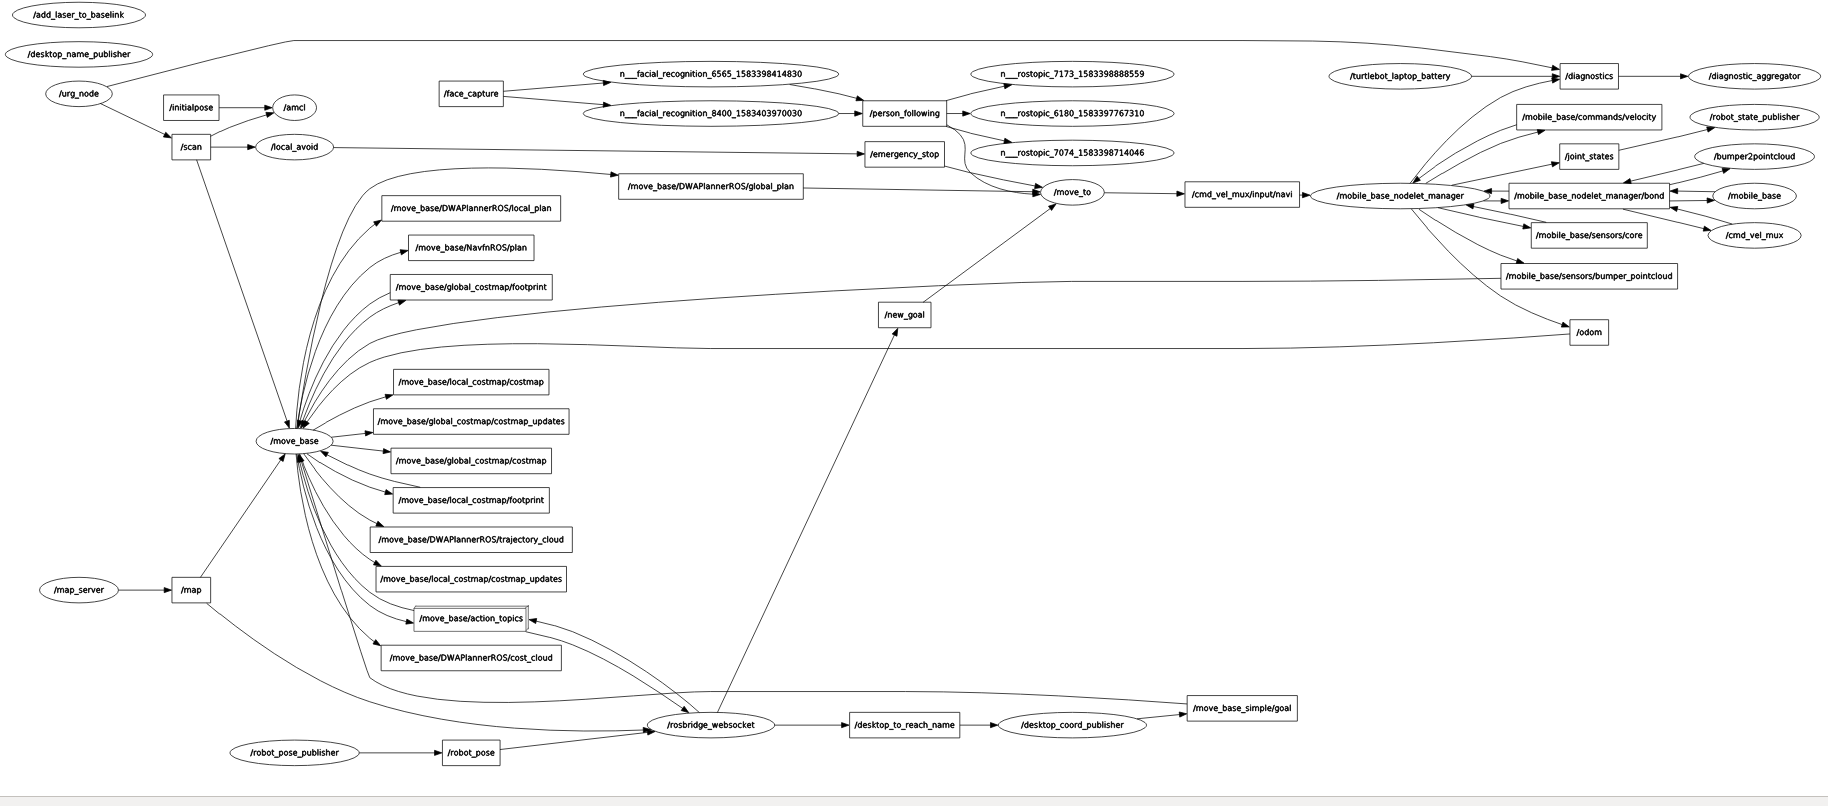 /add_laser_to_baselink
/desktop_name_publisher
/urg_node
/initialpose
/amcl
/scan
/local_avoid
/face_capture
n___facial_recognition_6565_1583398414830
n___facial_recognition_8400_1583403970030
/person_following
n___rostopic_7173_1583398888559
n___rostopic_6180_1583397767310
n___rostopic_7074_1583398714046
/emergency_stop
/move_base/DWAPlannerROS/global_plan
/move_to
/cmd_vel_mux/input/navi
/turtlebot_laptop_battery
/diagnostics
/diagnostic_aggregator
/mobile_base/commands/velocity
/robot_state_publisher
/joint_states
/bumper2pointcloud
/mobile_base_nodelet_manager
/mobile_base_nodelet_manager/bond
/mobile_base
/mobile_base/sensors/core
/cmd_vel_mux
/mobile_base/sensors/bumper_pointcloud
/odom
/move_base/DWAPlannerROS/local_plan
/move_base/NavfnROS/plan
/move_base/global_costmap/footprint
/new_goal
/move_base/local_costmap/costmap
/move_base/global_costmap/costmap_updates
/move_base
/move_base/global_costmap/costmap
/move_base/local_costmap/footprint
/move_base/DWAPlannerROS/trajectory_cloud
/move_base/local_costmap/costmap_updates
/map_server
/map
/move_base/action_topics
/move_base/DWAPlannerROS/cost_cloud
/move_base_simple/goal
/rosbridge_websocket
/desktop_to_reach_name
/desktop_coord_publisher
/robot_pose_publisher
/robot_pose